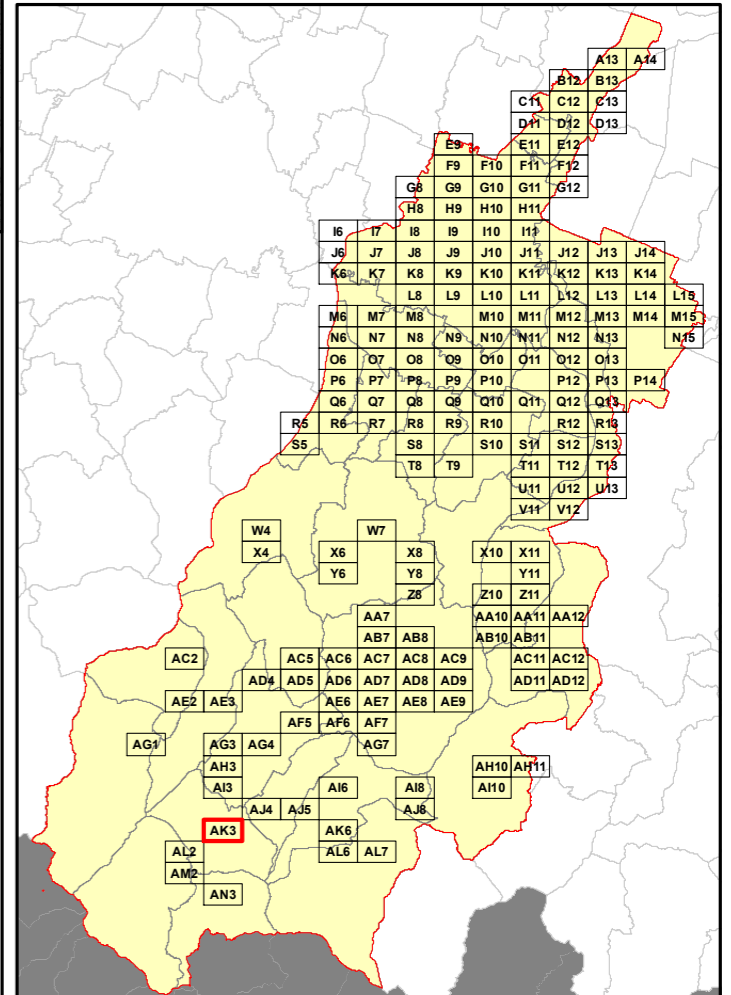 A13 A14
B12 B13
C11 C12 C13
D11 D12 D13
E9 E11 E12
F9 F10 F11 F12
G8 G9 G10 G11 G12
H8 H9 H10 H11
I6 I7 I8 I9 I10 I11
J6 J7 J8 J9 J10 J11 J12 J13 J14
K6 K7 K8 K9 K10 K11 K12 K13 K14
L8 L9 L10 L11 L12 L13 L14 L15
M6 M7 M8 M10 M11 M12 M13 M14 M15
N6 N7 N8 N9 N10 N11 N12 N13 N15
O6 O7 O8 O9 O10 O11 O12 O13
P6 P7 P8 P9 P10 P12 P13 P14
Q6 Q7 Q8 Q9 Q10 Q11 Q12 Q13
R5 R6 R7 R8 R9 R10 R12 R13
S5 S8 S10 S11 S12 S13
T8 T9 T11 T12 T13
U11 U12 U13
V11 V12
W4 W7
X4 X6 X8 X10 X11
Y6 Y8 Y11
Z8 Z10 Z11
AA7 AA10 AA11 AA12
AB7 AB8 AB10 AB11
AC2 AC5 AC6 AC7 AC8 AC9 AC11 AC12
AD4 AD5 AD6 AD7 AD8 AD9 AD11 AD12
AE2 AE3 AE6 AE7 AE8 AE9
AF5 AF6 AF7
AG1 AG3 AG4 AG7
AH3 AH10 AH11
AI3 AI6 AI8 AI10
AJ4 AJ5 AJ8
AK3 AK6
AL2 AL6 AL7
AM2
AN3